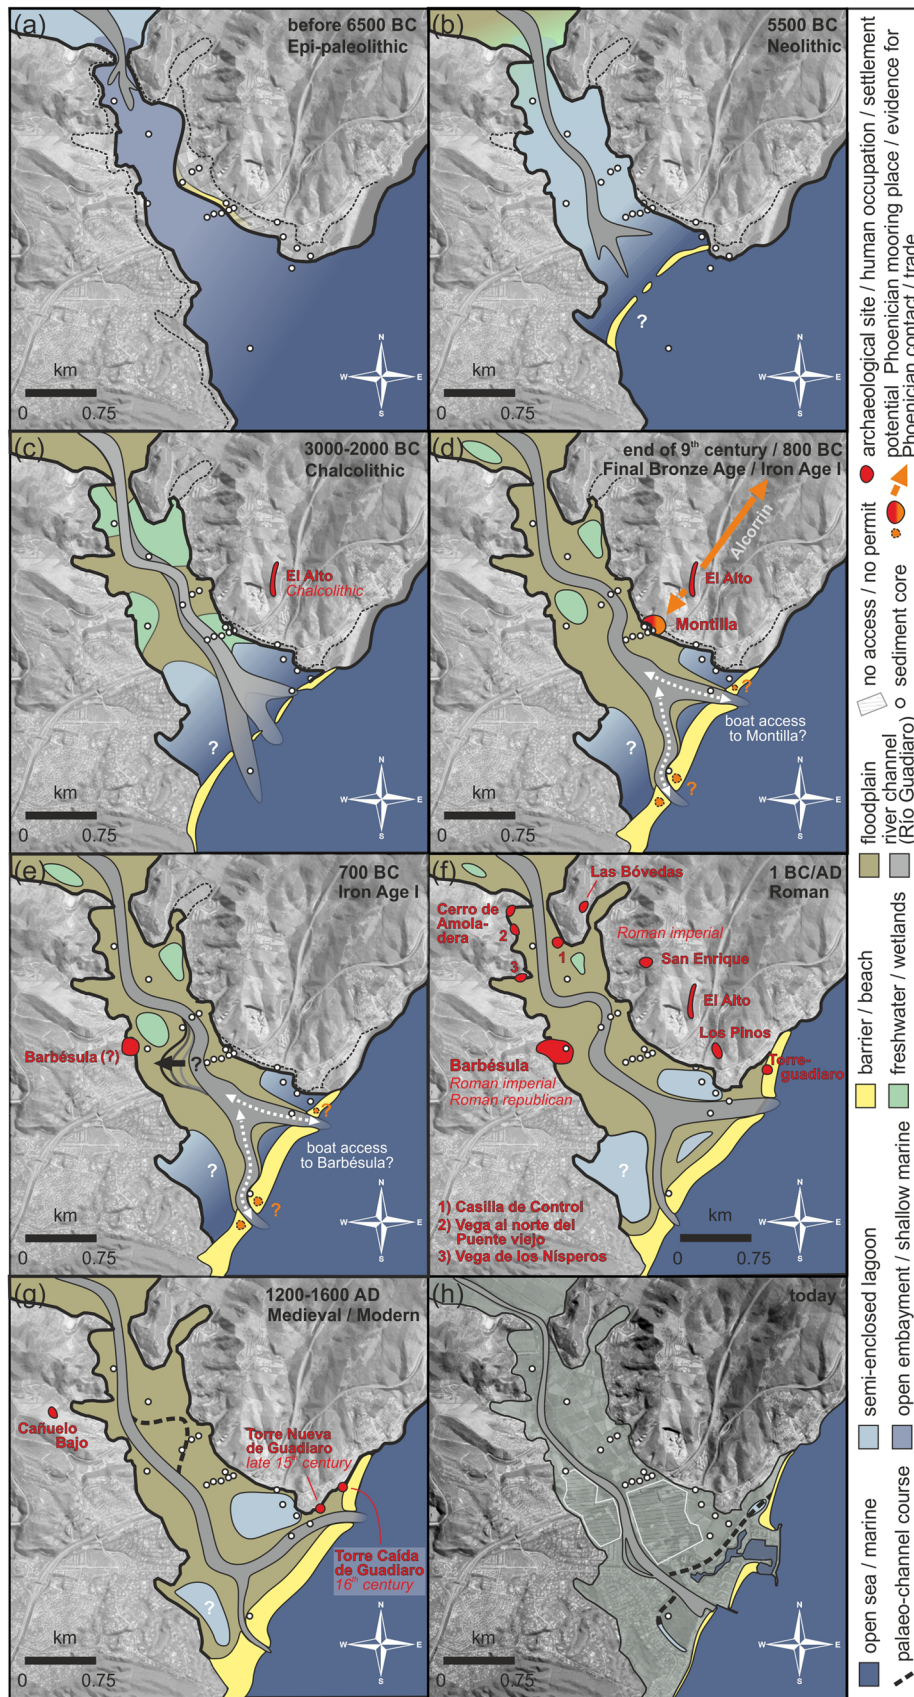 (a)
before 6500 BC
Epi-paleolithic
km
0 0.75
N
W E
S
(b)
5500 BC
Neolithic
?
km
0 0.75
N
W E
S
(c)
3000-2000 BC
Chalcolithic
El Alto
Chalcolithic
?
km
0 0.75
N
W E
S
(d)
end of 9th century / 800 BC
Final Bronze Age / Iron Age I
Alcorrin
El Alto
Montilla
?
boat access
to Montilla?
?
?
km
0 0.75
N
W E
S
(e)
700 BC
Iron Age I
Barbésula (?)
?
?
boat access
to Barbésula?
?
?
km
0 0.75
N
W E
S
(f)
1 BC/AD
Roman
Las Bóvedas
Cerro de
Amola-
dera
2
Roman imperial
1
3
San Enrique
El Alto
Los Pinos
Barbésula
Roman imperial
Roman republican
Torre-
guadiaro
?
1) Casilla de Control
2) Vega al norte del
Puente viejo
3) Vega de los Nísperos
km
0 0.75
N
W E
S
(g)
1200-1600 AD
Medieval / Modern
Cañuelo
Bajo
Torre Nueva
de Guadiaro
late 15th century
Torre Caída
de Guadiaro
16th century
?
km
0 0.75
N
W E
S
(h)
today
km
0 0.75
N
W E
S
open sea / marine
palaeo-channel course
semi-enclosed lagoon
open embayment / shallow marine
barrier / beach
freshwater / wetlands
floodplain
river channel
(Río Guadiaro)
no access / no permit
sediment core
archaeological site / human occupation / settlement
potential Phoenician mooring place / evidence for
Phoenician contact / trade